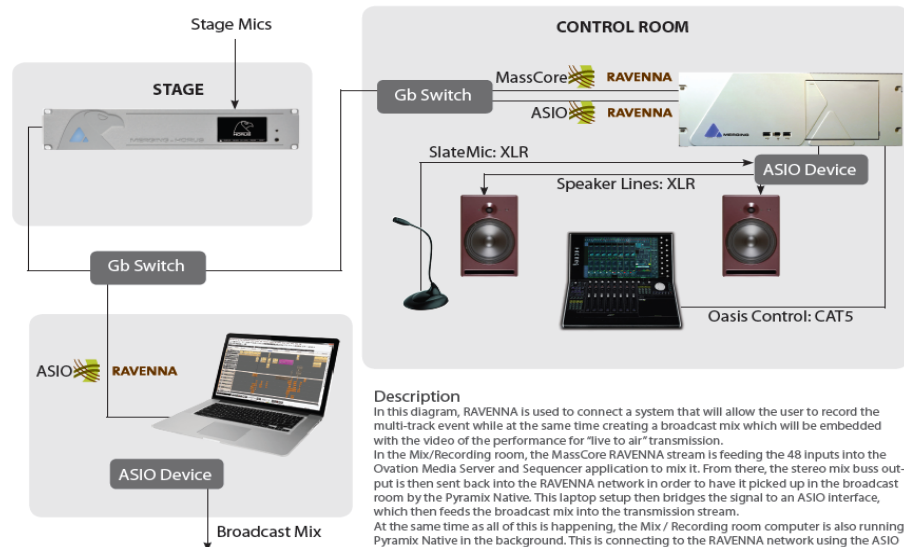 Stage Mics
CONTROL ROOM
STAGE
MassCore RAVENNA
Gb Switch
ASIO RAVENNA
MERGING HORUS
HORUS
MERGING
SlateMic: XLR
ASIO Device
Speaker Lines: XLR
Gb Switch
Oasis Control: CAT5
ASIO RAVENNA
ASIO Device
Broadcast Mix
Description
In this diagram, RAVENNA is used to connect a system that will allow the user to record the
multi-track event while at the same time creating a broadcast mix which will be embedded
with the video of the performance for “live to air” transmission.
In the Mix/Recording room, the MassCore RAVENNA stream is feeding the 48 inputs into the
Ovation Media Server and Sequencer application to mix it. From there, the stereo mix buss out-
put is then sent back into the RAVENNA network in order to have it picked up in the broadcast
room by the Pyramix Native. This laptop setup then bridges the signal to an ASIO interface,
which then feeds the broadcast mix into the transmission stream.
At the same time as all of this is happening, the Mix / Recording room computer is also running
Pyramix Native in the background. This is connecting to the RAVENNA network using the ASIO